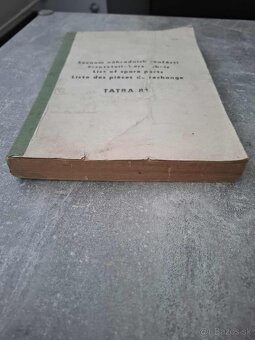 Seznam náhradních součástí
List of spare parts
Liste des pièces de rechange
TATRA 81
Bazos.sk